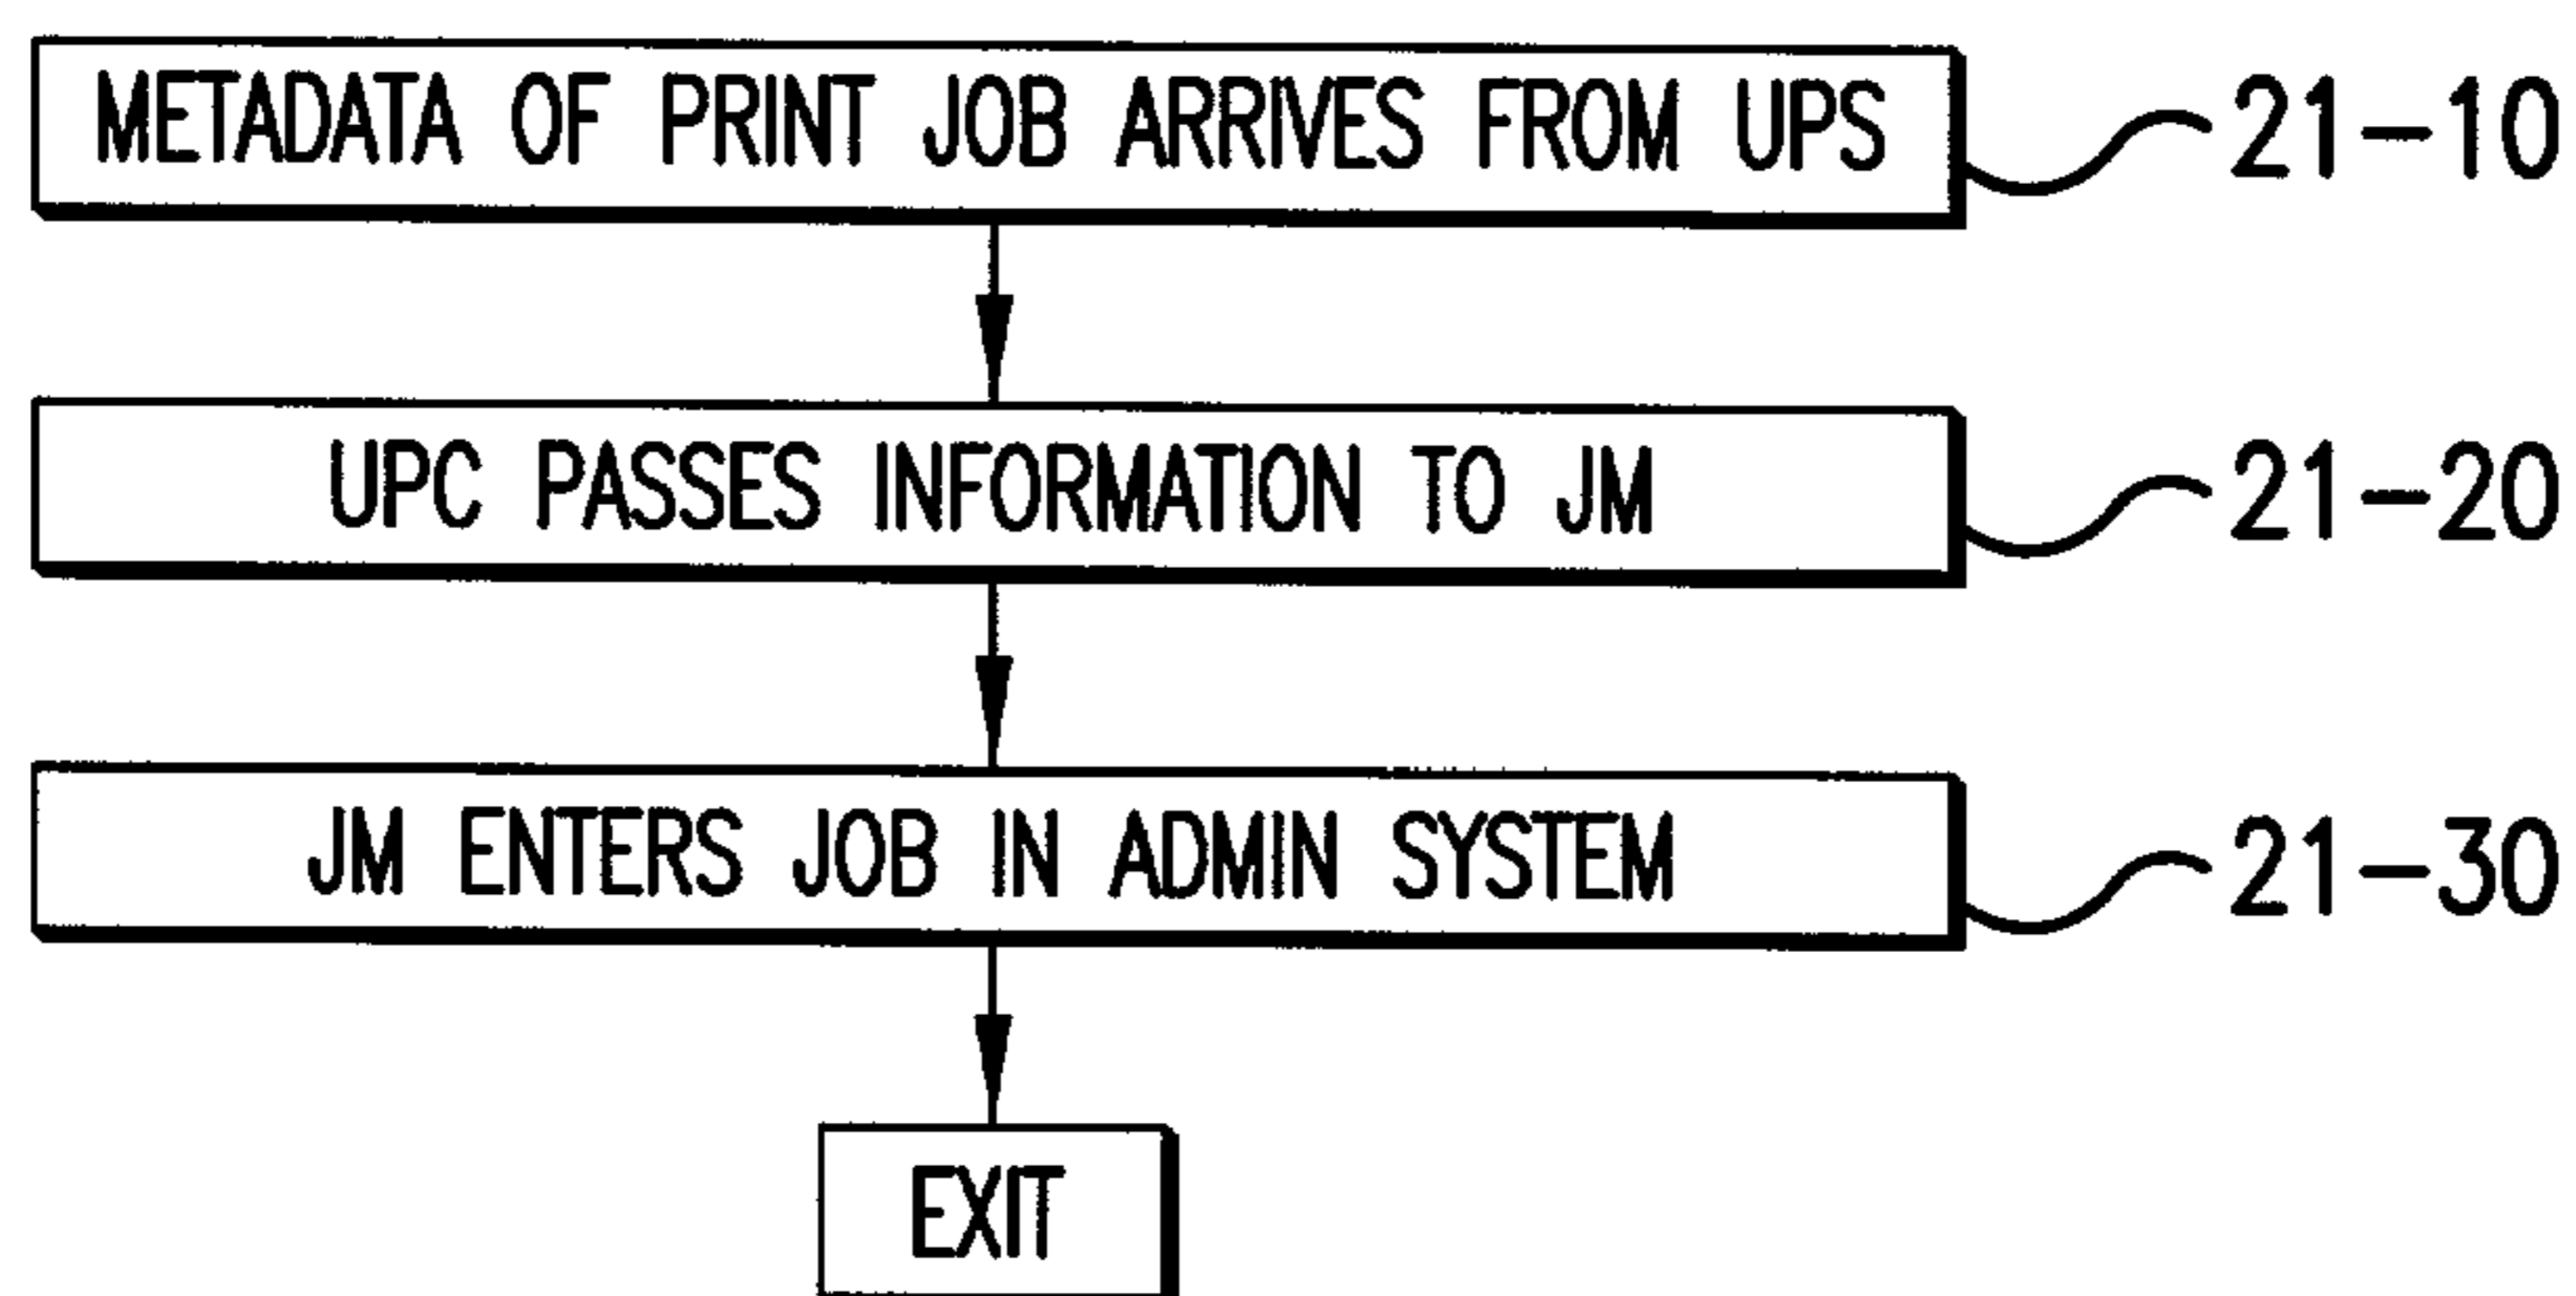 METADATA OF PRINT JOB ARRIVES FROM UPS
21-10
UPC PASSES INFORMATION TO JM
21-20
JM ENTERS JOB IN ADMIN SYSTEM
21-30
EXIT